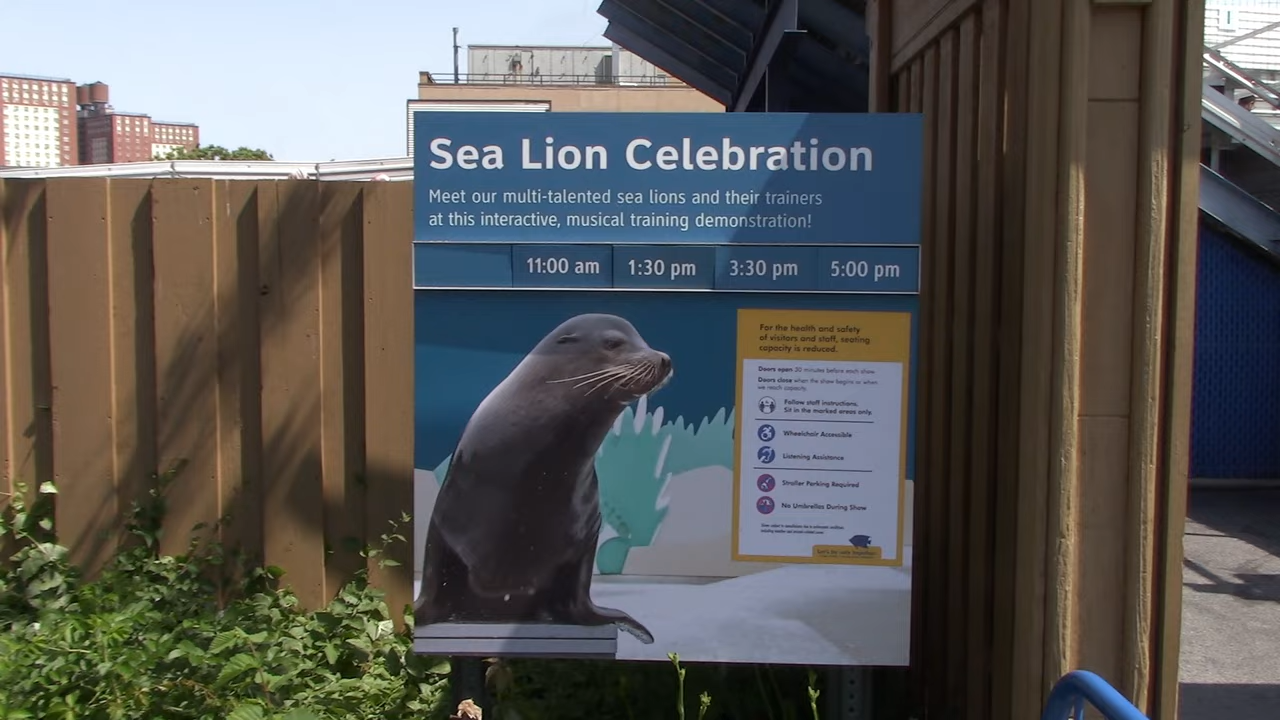 Sea Lion Celebration
Meet our multi-talented sea lions and their trainers
at this interactive, musical training demonstration!
11:00 am 1:30 pm 3:30 pm 5:00 pm
For the health and safety
of visitors and staff, seating
capacity is reduced.
Doors open 30 minutes before each show.
Doors close when the show begins or when
we reach capacity.
Follow staff instructions.
Sit in the marked areas only.
Wheelchair Accessible
Listening Assistance
Stroller Parking Required
No Umbrellas During Show
Let's be safe together.